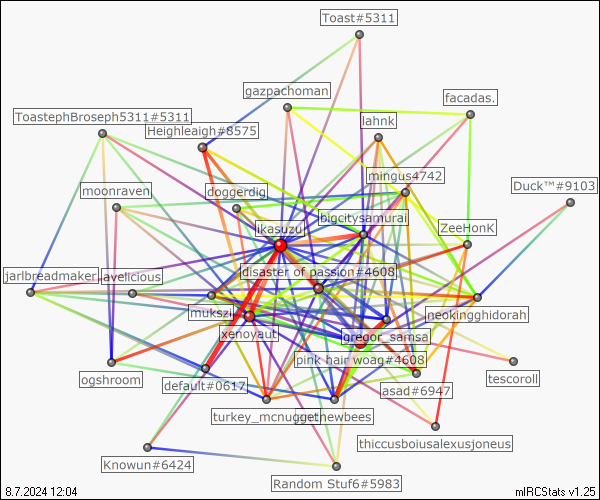 Toast#5311
gazpachoman
facadas.
ToastephBroseph5311#5311
lahnk
Heighleigh#8575
mingus4742
Duck™#9103
moonraven
doggerdig
bigcitysamurai
ikasuzu
ZeeHonK
disaster of passion#4608
jarlbreadmaker
avelicious
mukszi
neokingghidorah
xenoyaut
gregor_samsa
pink hair woag#4608
ogshroom
default#0617
asad#6947
tescoroll
turkey_mcnugget
newbees
thiccusboiusalexusjoneus
Knowun#6424
Random Stuf6#5983
8.7.2024 12:04
mIRCStats v1.25